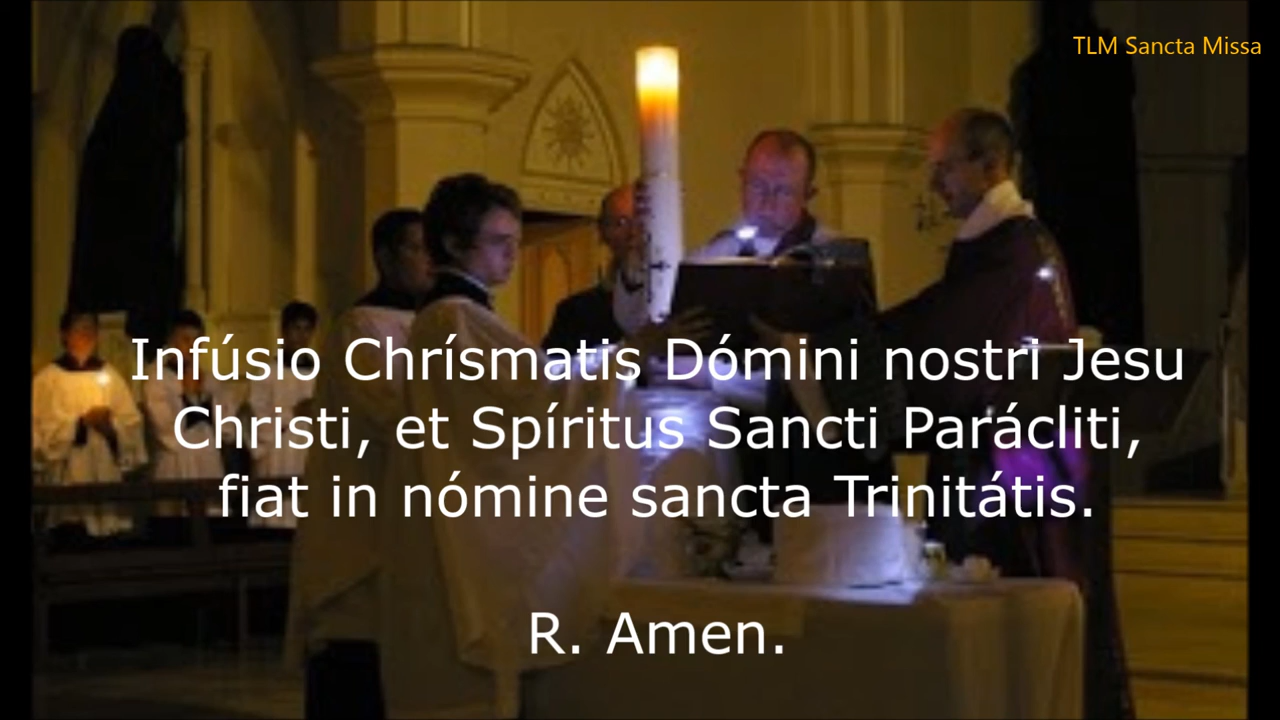 TLM Sancta Missa
Infúsio Chrísmatis Dómini nostri Jesu
Christi, et Spíritus Sancti Parácliti,
fiat in nómine sancta Trinitátis.
R. Amen.